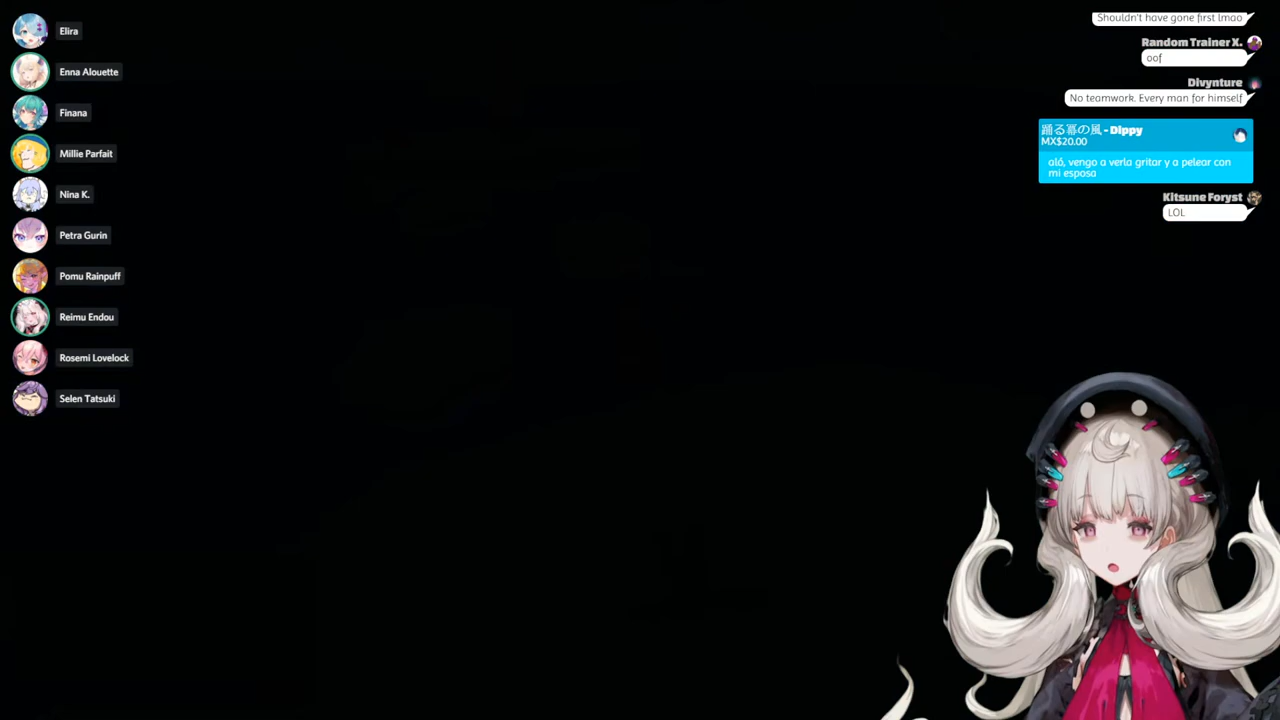 Elira
Enna Alouette
Finana
Millie Parfait
Nina K.
Petra Gurin
Pomu Rainpuff
Reimu Endou
Rosemi Lovelock
Selen Tatsuki
Shouldn't have gone first lmao
Random Trainer X.
oof
Divynture
No teamwork. Every man for himself
踊る幂の風 - Dippy
MX$20.00
aló, vengo a verla gritar y a pelear con
mi esposa
Kitsune Foryst
LOL